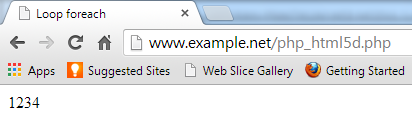 Loop foreach
www.example.net/php_html5d.php
Apps Suggested Sites Web Slice Gallery Getting Started
1234